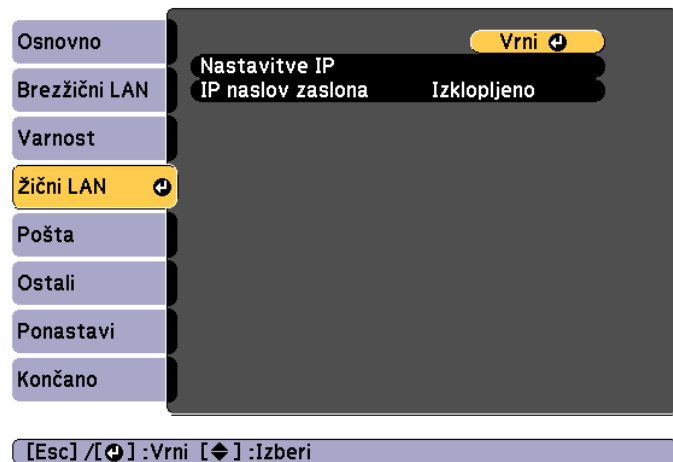 Osnovno
Brezžični LAN
Varnost
Žični LAN
Pošta
Ostali
Ponastavi
Končano
Vrni
Nastavitve IP
IP naslov zaslona Izklopljeno
[Esc] /[ ] :Vrni [ ] :Izberi